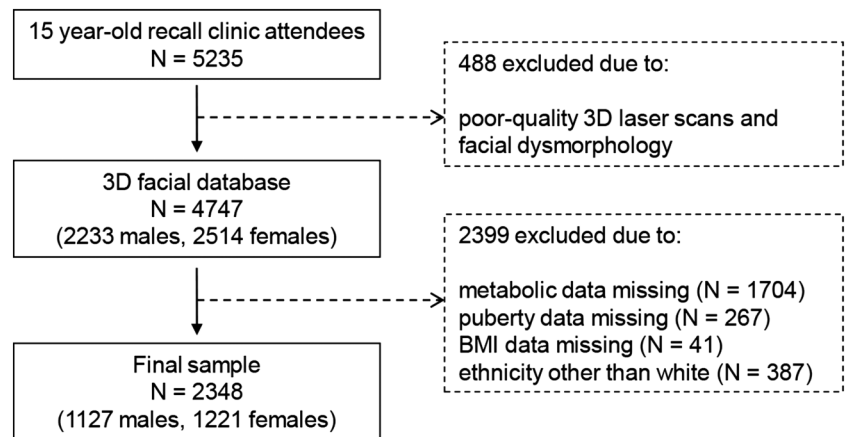 15 year-old recall clinic attendees
N = 5235
488 excluded due to:
poor-quality 3D laser scans and
facial dysmorphology
3D facial database
N = 4747
(2233 males, 2514 females)
2399 excluded due to:
metabolic data missing (N = 1704)
puberty data missing (N = 267)
BMI data missing (N = 41)
ethnicity other than white (N = 387)
Final sample
N = 2348
(1127 males, 1221 females)